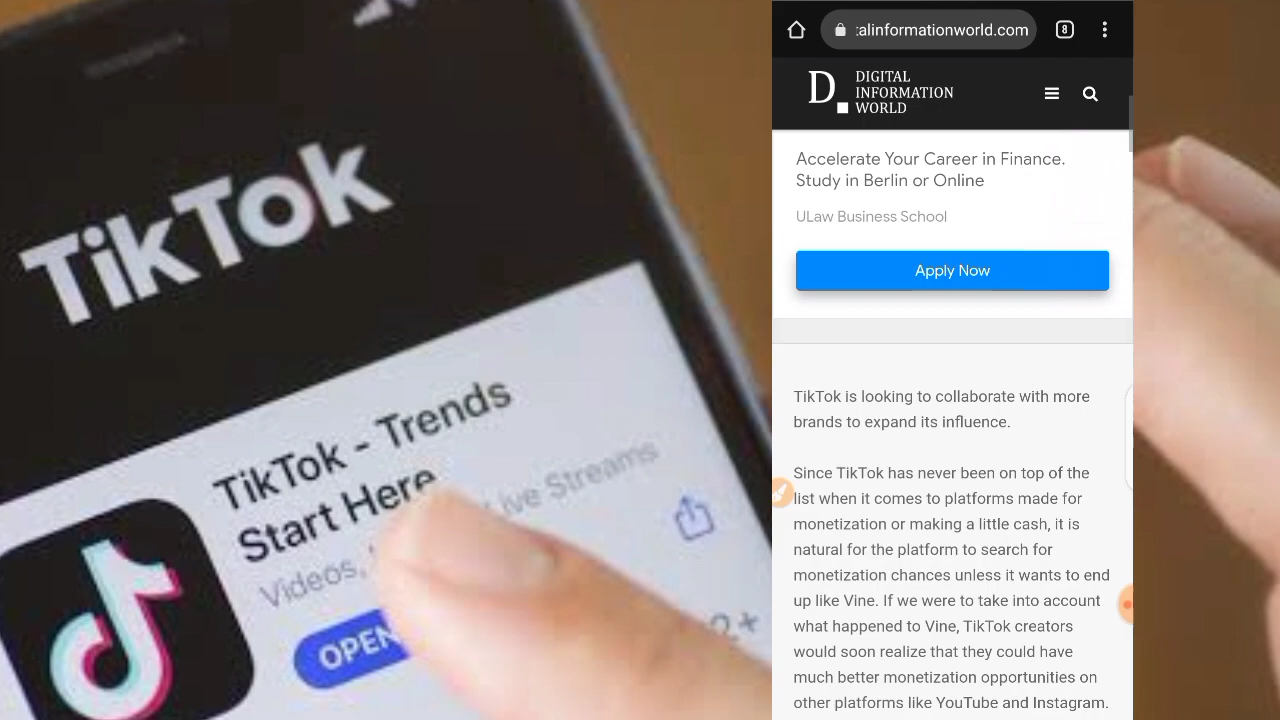 TikTok
TikTok - Trends
Start Here
Videos,
Live Streams
OPEN
8
:alinformationworld.com
D.
DIGITAL
INFORMATION
WORLD
Accelerate Your Career in Finance.
Study in Berlin or Online
ULaw Business School
Apply Now
TikTok is looking to collaborate with more
brands to expand its influence.
Since TikTok has never been on top of the
list when it comes to platforms made for
monetization or making a little cash, it is
natural for the platform to search for
monetization chances unless it wants to end
up like Vine. If we were to take into account
what happened to Vine, TikTok creators
would soon realize that they could have
much better monetization opportunities on
other platforms like YouTube and Instagram.